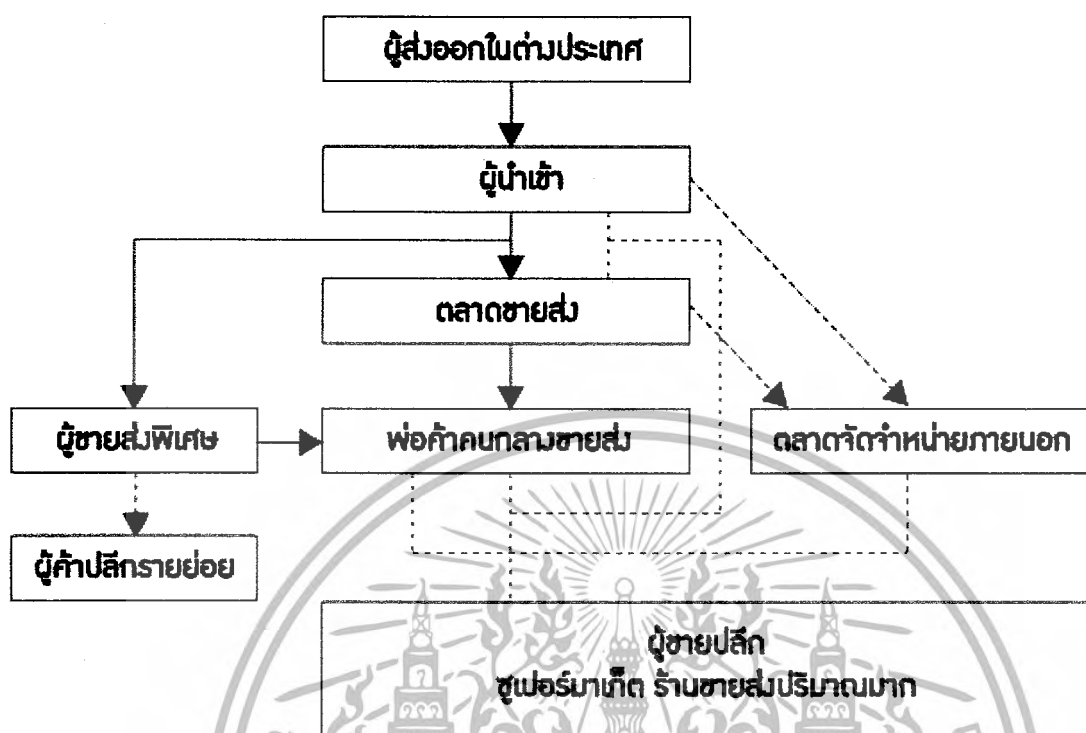 ผู้ส่งออกในต่างประเทศ
ผู้นำเข้า
ตลาดขายส่ง
ผู้ขายส่งพิเศษ
พ่อค้าคนกลางขายส่ง
ตลาดจัดจำหน่ายภายนอก
ผู้ค้าปลีกรายย่อย
ผู้ขายปลีก
ซูเปอร์มาเก็ต ร้านขายส่งปริมาณมาก